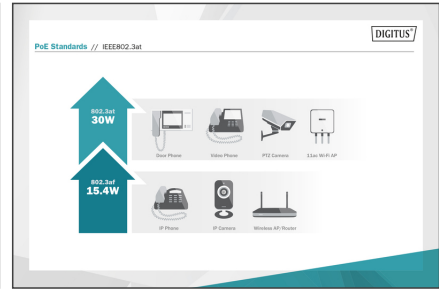 DIGITUS®
PoE Standards // IEEE802.3at
802.3at
30W
Door Phone
Video Phone
PTZ Camera
11ac Wi-Fi AP
802.3af
15.4W
IP Phone
IP Camera
Wireless AP/Router